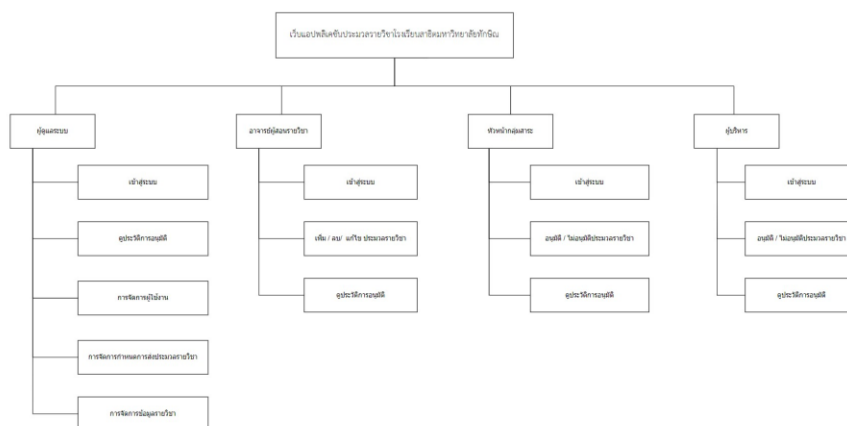 เว็บแอปพลิเคชันประมวลรายวิชาโรงเรียนสาธิตมหาวิทยาลัยทักษิณ
ผู้ดูแลระบบ
เข้าสู่ระบบ
ดูประวัติการอนุมัติ
การจัดการผู้ใช้งาน
การจัดการกำหนดการส่งประมวลรายวิชา
การจัดการข้อมูลรายวิชา
อาจารย์ผู้สอนรายวิชา
เข้าสู่ระบบ
เพิ่ม / ลบ/ แก้ไข ประมวลรายวิชา
ดูประวัติการอนุมัติ
หัวหน้ากลุ่มสาระ
เข้าสู่ระบบ
อนุมัติ / ไม่อนุมัติประมวลรายวิชา
ดูประวัติการอนุมัติ
ผู้บริหาร
เข้าสู่ระบบ
อนุมัติ / ไม่อนุมัติประมวลรายวิชา
ดูประวัติการอนุมัติ